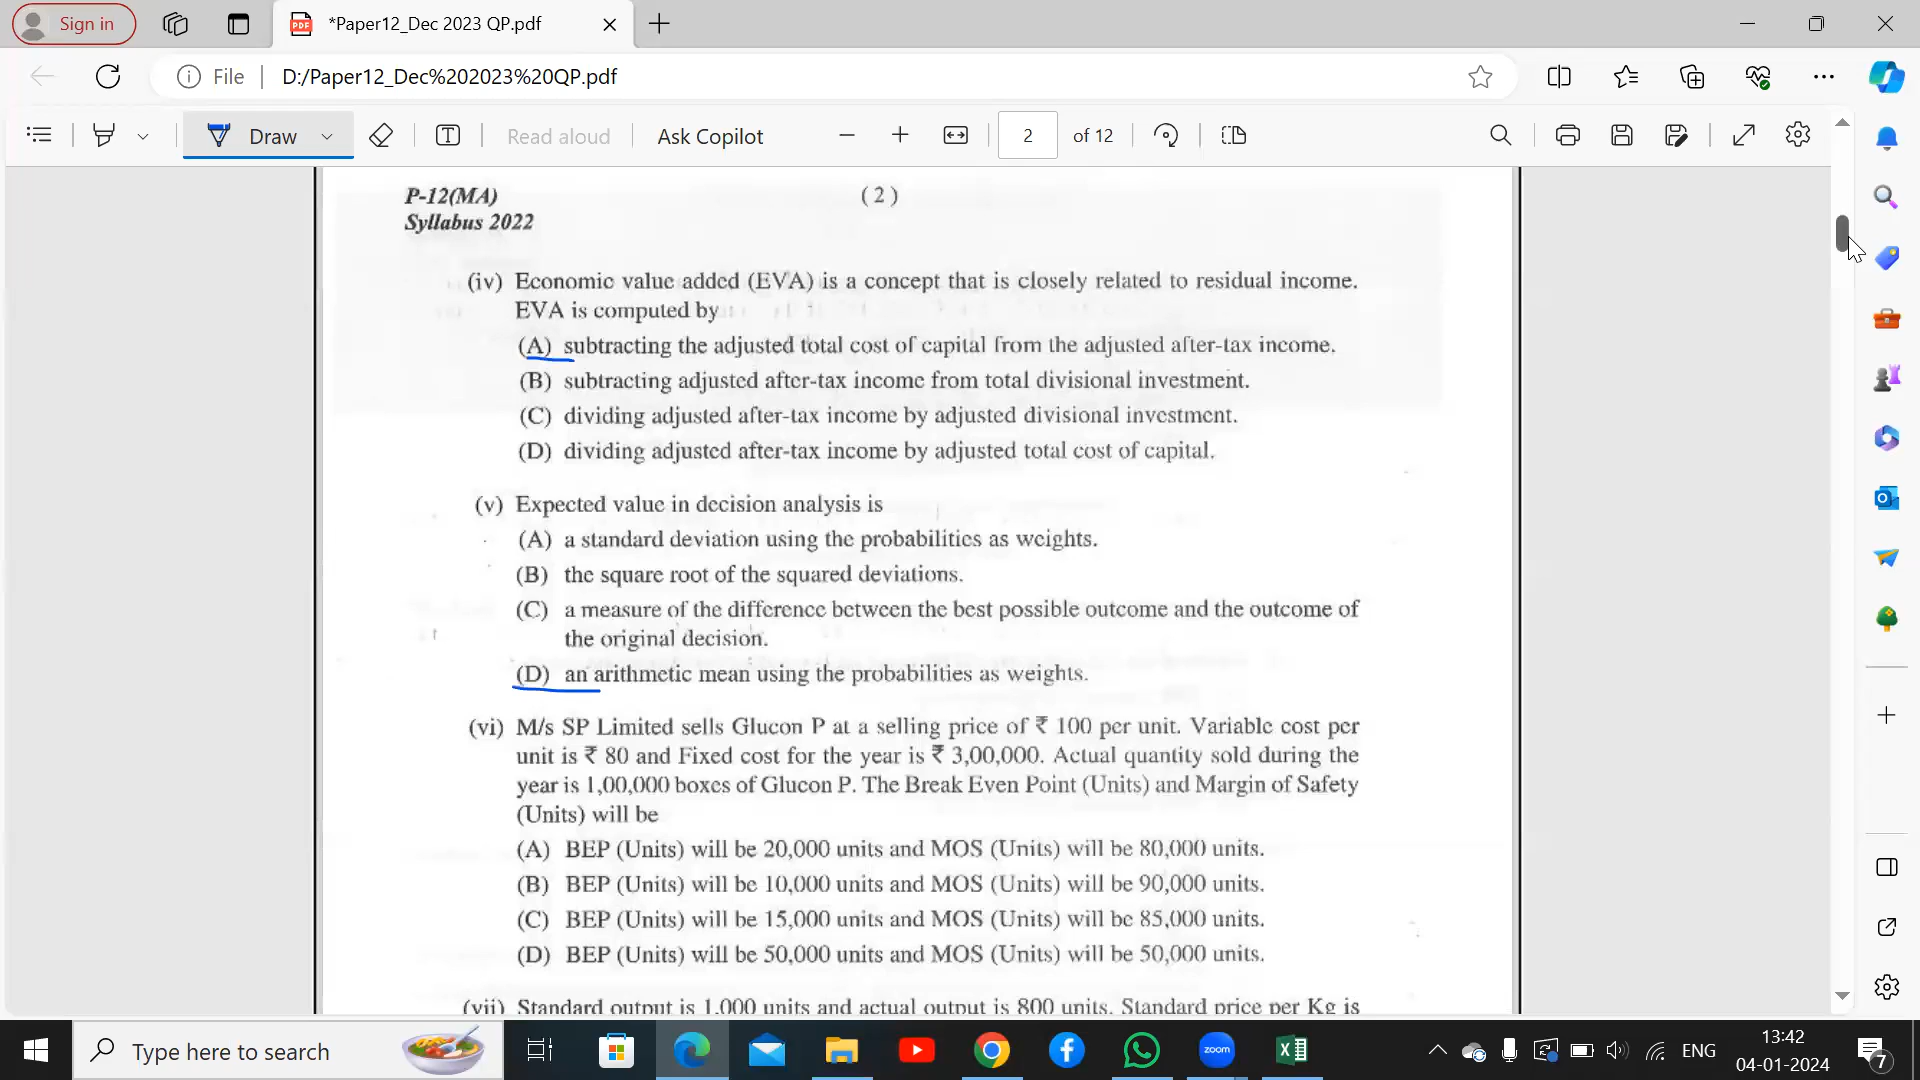 Sign in
*Paper12_Dec 2023 QP.pdf
File
D:/Paper12_Dec%202023%20QP.pdf
Draw
Read aloud
Ask Copilot
2
of 12
P-12(MA)
(2)
Syllabus 2022
(iv) Economic value added (EVA) is a concept that is closely related to residual income.
EVA is computed by
(A) subtracting the adjusted total cost of capital from the adjusted after-tax income.
(B) subtracting adjusted after-tax income from total divisional investment.
(C) dividing adjusted after-tax income by adjusted divisional investment.
(D) dividing adjusted after-tax income by adjusted total cost of capital.
(v) Expected value in decision analysis is
(A) a standard deviation using the probabilities as weights.
(B) the square root of the squared deviations.
(C) a measure of the difference between the best possible outcome and the outcome of
the original decision.
(D) an arithmetic mean using the probabilities as weights.
(vi) M/s SP Limited sells Glucon P at a selling price of ₹ 100 per unit. Variable cost per
unit is ₹ 80 and Fixed cost for the year is ₹ 3,00,000. Actual quantity sold during the
year is 1,00,000 boxes of Glucon P. The Break Even Point (Units) and Margin of Safety
(Units) will be
(A) BEP (Units) will be 20,000 units and MOS (Units) will be 80,000 units.
(B) BEP (Units) will be 10,000 units and MOS (Units) will be 90,000 units.
(C) BEP (Units) will be 15,000 units and MOS (Units) will be 85,000 units.
(D) BEP (Units) will be 50,000 units and MOS (Units) will be 50,000 units.
(vii) Standard output is 1,000 units and actual output is 800 units. Standard price per Kg is
Type here to search
zoom
ENG
13:42
04-01-2024
7